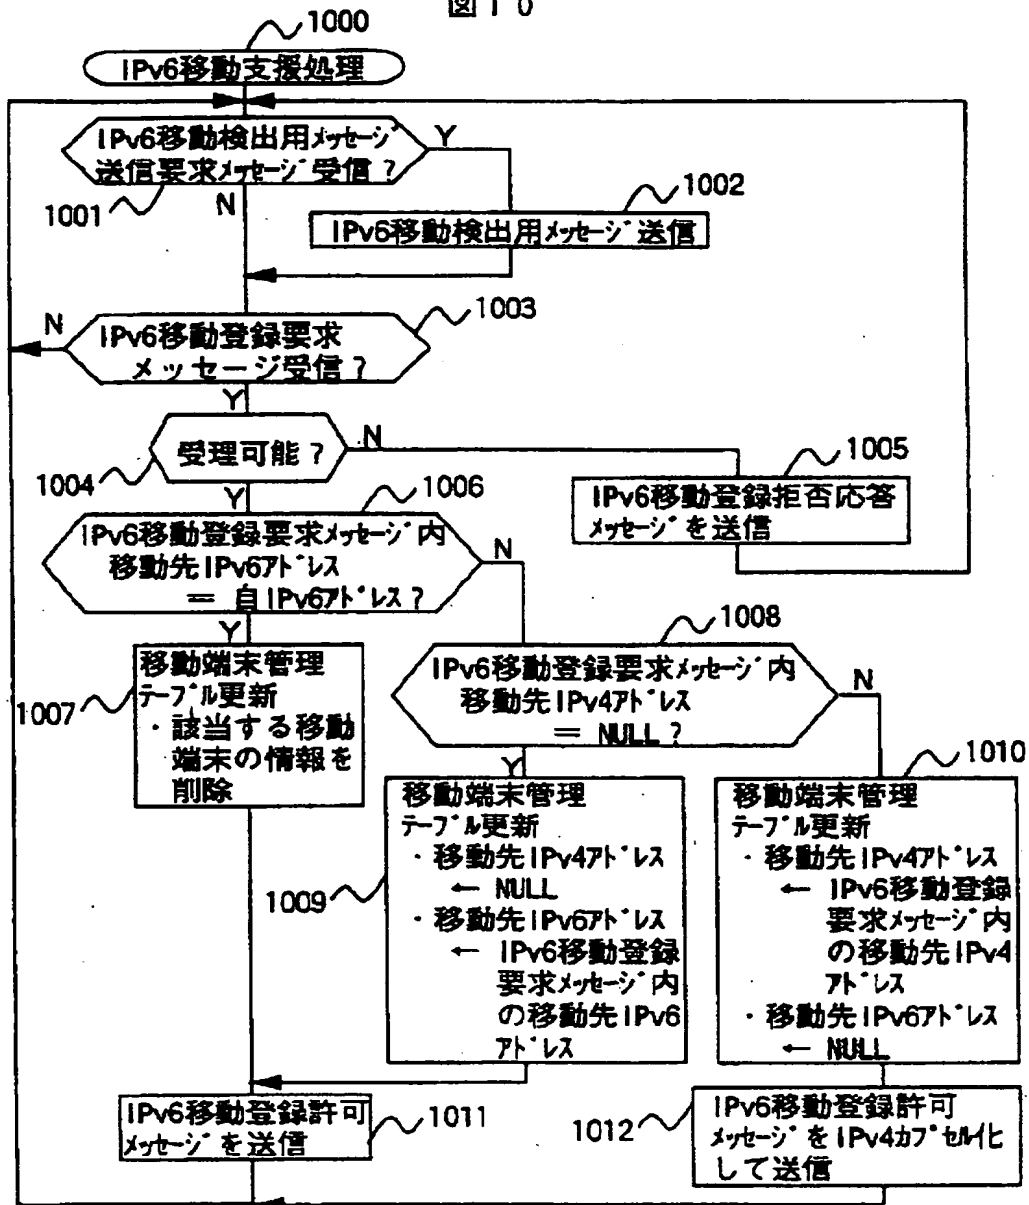 図10
1000
IPv6移動支援処理
IPv6移動検出用メッセージ
送信要求メッセージ受信?
Y
1001
N
1002
IPv6移動検出用メッセージ送信
1003
N
IPv6移動登録要求
メッセージ受信?
Y
受理可能?
N
1004
Y
1005
IPv6移動登録拒否応答
メッセージを送信
1006
IPv6移動登録要求メッセージ内
移動先IPv6アドレス
= 自IPv6アドレス?
N
Y
1007
移動端末管理
テーブル更新
・該当する移動
端末の情報を
削除
1008
IPv6移動登録要求メッセージ内
移動先IPv4アドレス
= NULL?
N
Y
1009
移動端末管理
テーブル更新
・移動先IPv4アドレス
← NULL
・移動先IPv6アドレス
← IPv6移動登録
要求メッセージ内
の移動先IPv6
アドレス
1010
移動端末管理
テーブル更新
・移動先IPv4アドレス
← IPv6移動登録
要求メッセージ内
の移動先IPv4
アドレス
・移動先IPv6アドレス
← NULL
IPv6移動登録許可
メッセージを送信
1011
1012
IPv6移動登録許可
メッセージをIPv4カプセル化
して送信